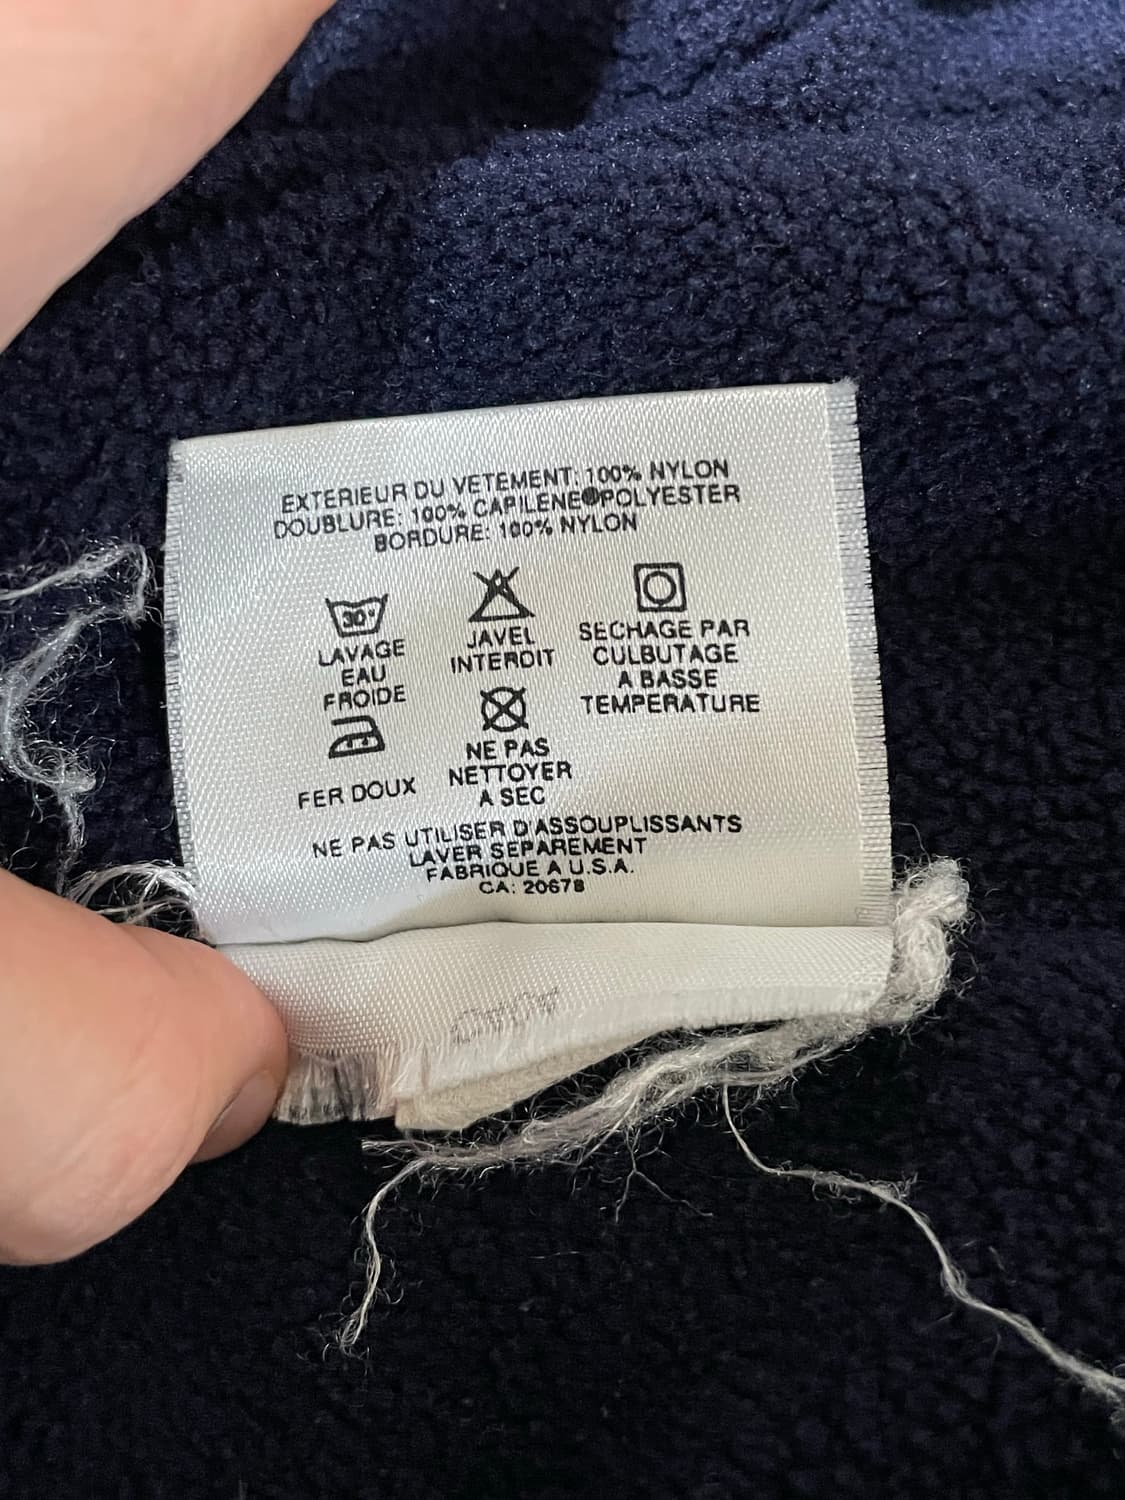 EXTERIEUR DU VETEMENT: 100% NYLON
DOUBLURE: 100% CAPILENE®POLYESTER
BORDURE: 100% NYLON
30°
LAVAGE
EAU
FROIDE
JAVEL
INTERDIT
SECHAGE PAR
CULBUTAGE
A BASSE
TEMPERATURE
FER DOUX
NE PAS
NETTOYER
A SEC
NE PAS UTILISER D'ASSOUPLISSANTS
LAVER SEPAREMENT
FABRIQUE A U.S.A.
CA: 20678